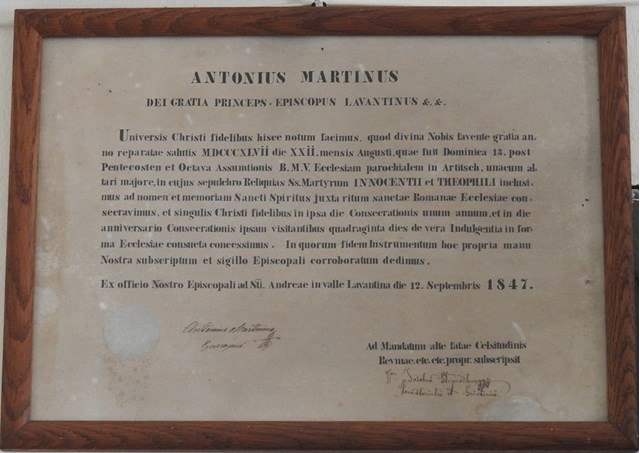 ANTONIUS MARTINUS
DEI GRATIA PRINCEPS-EPISCOPUS LAVANTINUS &. &.
Universis Christi fidelibus hisce notum facimus, quod divina Nobis favente gratia an,
no reparatae salutis MDCCCXLVII die XXII, mensis Augusti, quae fuit Dominica 13. post
Pentecosten et Octava Assumtionis B.M.V. Ecclesiam parochialem in Artitsch, unacum al,
tari majore, in cujus sepulchro Reliquias Ss. Martyrum INNOCENTII et THEOPHILI inclusi,
mus ad nomen et memoriam Sancti Spiritus juxta ritum sanctae Romanae Ecclesiae con,
secravimus, et singulis Christi fidelibus in ipsa die Consecrationis unum annum, et in die
anniversario Consecrationis ipsam visitantibus quadraginta dies de vera Indulgentia in for,
ma Ecclesiae consueta concessimus. In quorum fidem Instrumentum hoc propria manu
Nostra subscriptum et sigillo Episcopali corroboratum dedimus.
Ex officio Nostro Episcopali ad Sū. Andreae in valle Lavantina die 12. Septembris 1847.
Antonius Martinus
Ad Mandatum alte fatae Celsitudinis
Revmae. etc. etc. propr. subscripsit